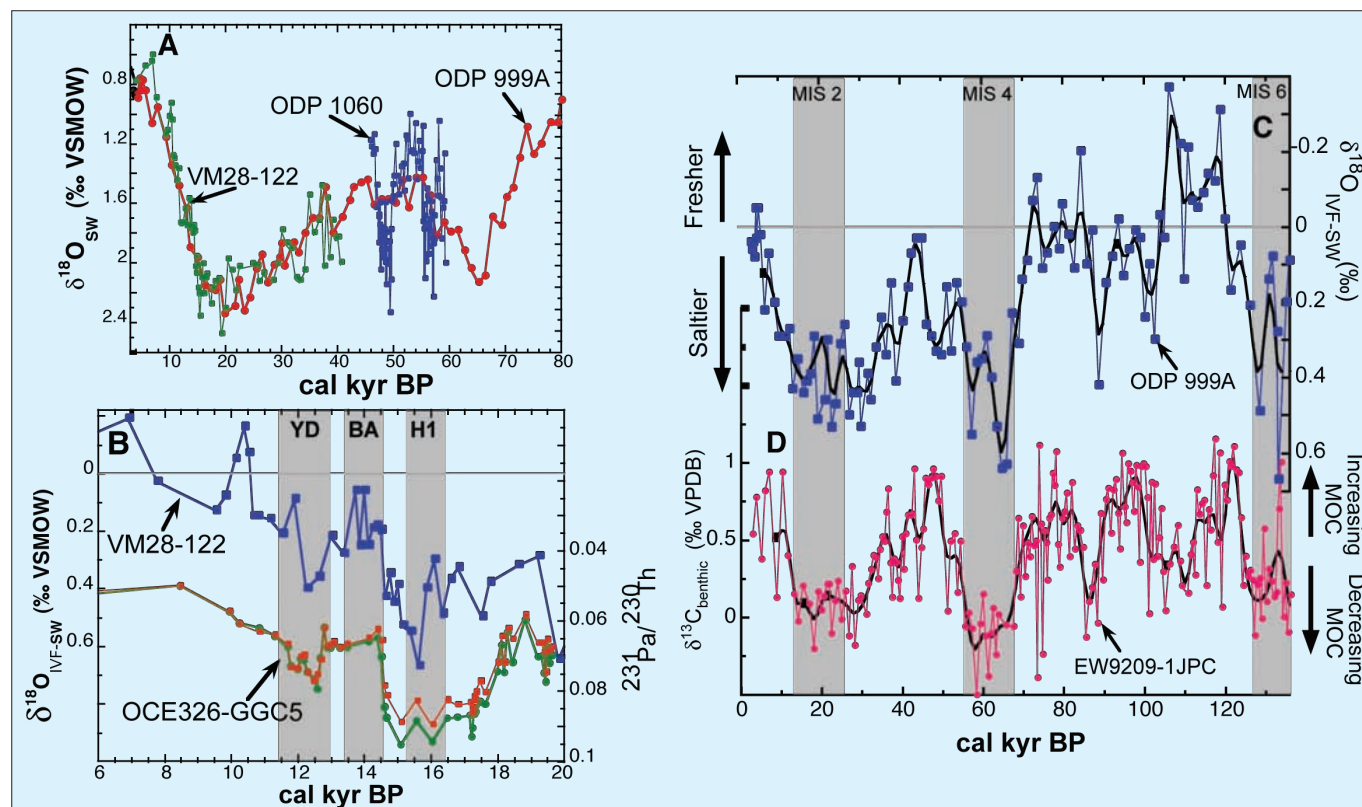 A
ODP 999A
ODP 1060
VM28-122
0.8
1.2
1.6
2
2.4
δ18OSW (‰ VSMOW)
10 20 30 40 50 60 70 80
cal kyr BP
B
YD BA H1
0
0.2
0.4
0.6
δ18OIVF-SW (‰ VSMOW)
VM28-122
OCE326-GGC5
0.04
0.06
0.08
0.1
231Pa/230Th
6 8 10 12 14 16 18 20
cal kyr BP
MIS 2 MIS 4 MIS 6
C
Fresher
Saltier
-0.2
0
0.2
0.4
0.6
δ18OIVF-SW (‰)
ODP 999A
D
1
0.5
0
δ13Cbenthic (‰ VPDB)
EW9209-1JPC
Increasing
MOC
Decreasing
MOC
0 20 40 60 80 100 120
cal kyr BP